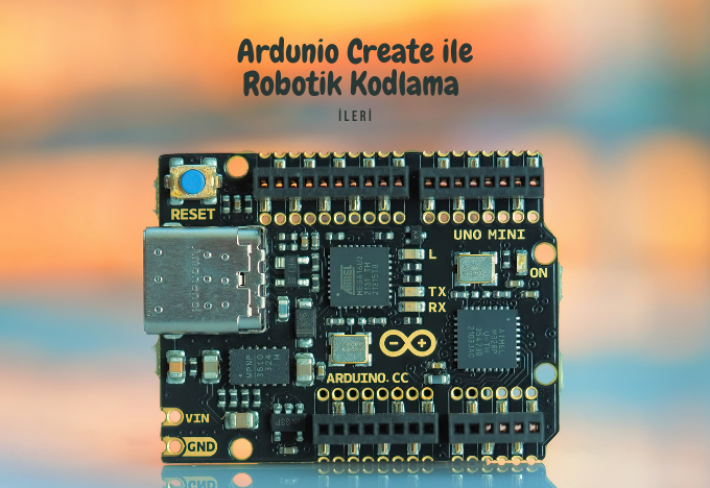 Ardunio Create ile
Robotik Kodlama
İLERİ
RESET
UNO MINI
L
ON
TX
RX
ARDUINO.CC
VIN
GND